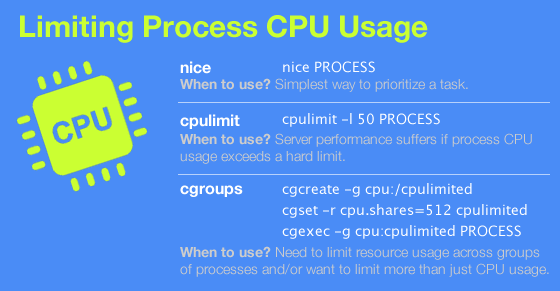 Limiting Process CPU Usage
CPU
nice nice PROCESS
When to use? Simplest way to prioritize a task.
cpulimit cpulimit –l 50 PROCESS
When to use? Server performance suffers if process CPU
usage exceeds a hard limit.
cgroups cgcreate –g cpu:/cpulimited
cgset –r cpu.shares=512 cpulimited
cgexec –g cpu:cpulimited PROCESS
When to use? Need to limit resource usage across groups
of processes and/or want to limit more than just CPU usage.